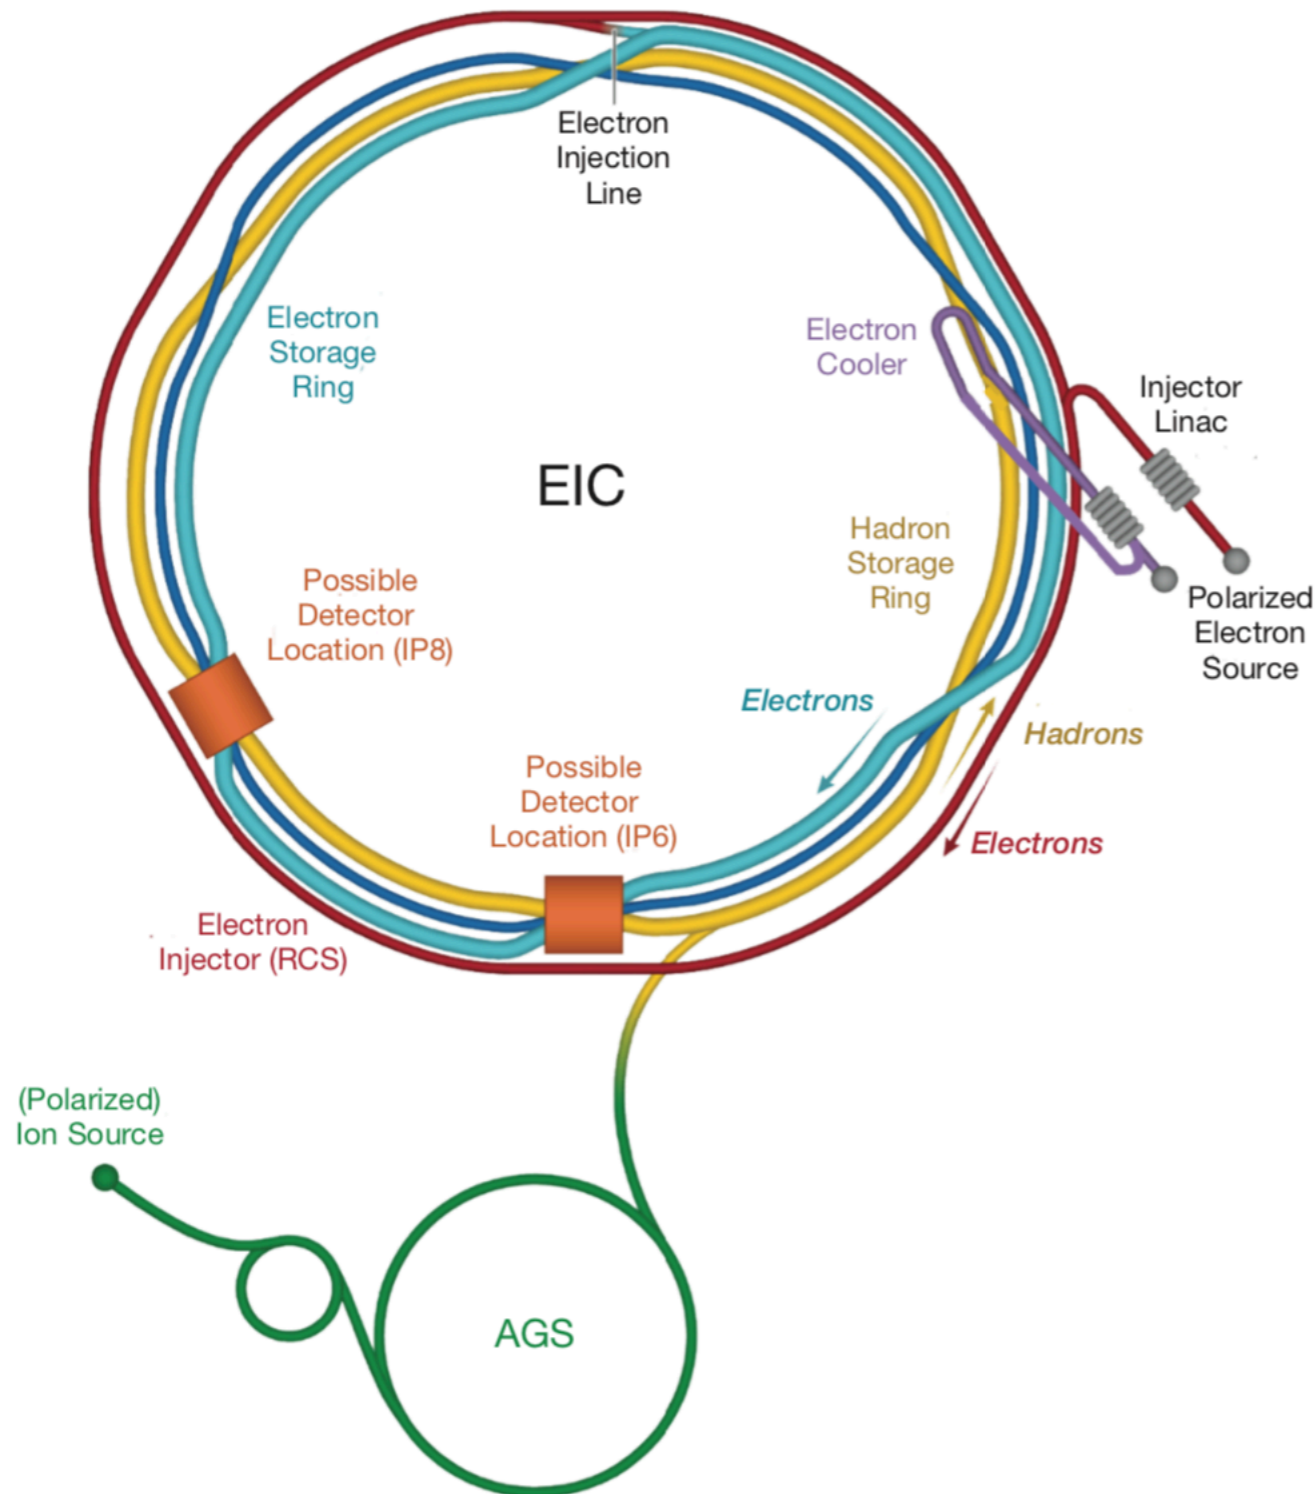 Electron
Injection
Line
Electron
Storage
Ring
Electron
Cooler
Injector
Linac
EIC
Hadron
Storage
Ring
Possible
Detector
Location (IP8)
Polarized
Electron
Source
Electrons
Hadrons
Possible
Detector
Location (IP6)
Electrons
Electron
Injector (RCS)
(Polarized)
Ion Source
AGS